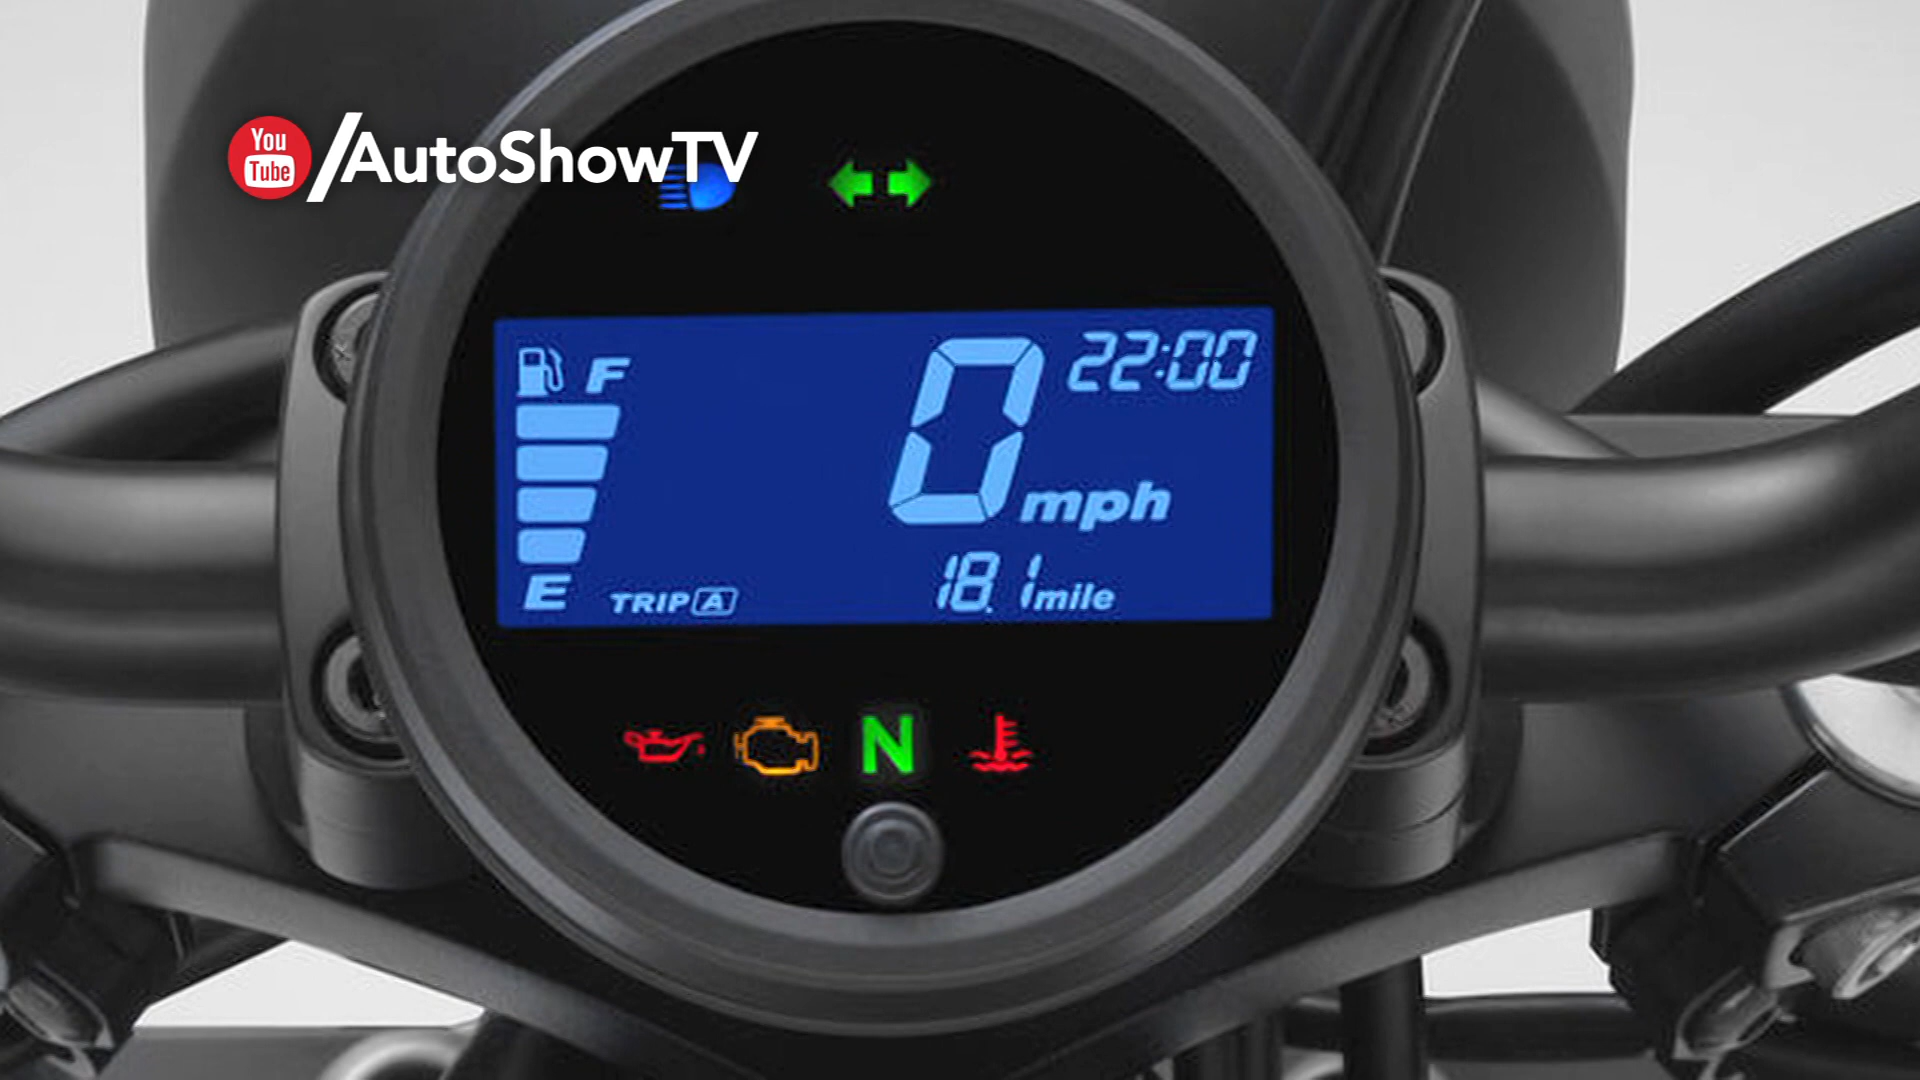 You
Tube
/AutoShowTV
F
22:00
0 mph
E
TRIP A
18.1 mile
N